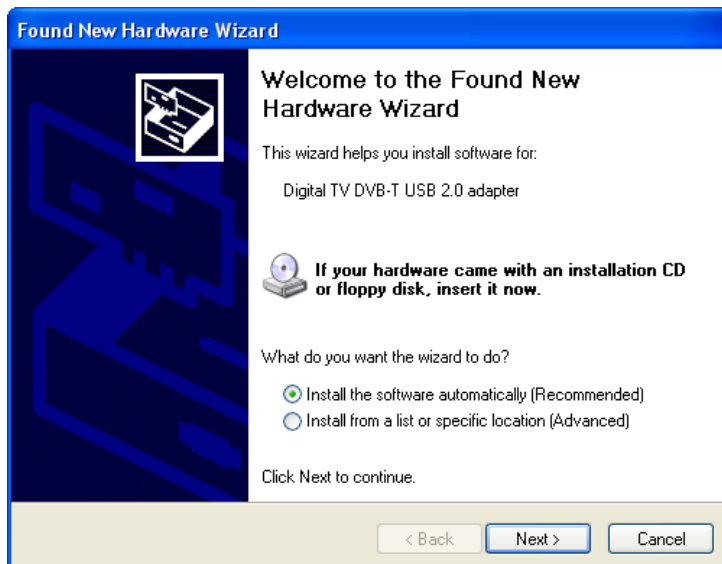 Found New Hardware Wizard
Welcome to the Found New
Hardware Wizard
This wizard helps you install software for:
Digital TV DVB-T USB 2.0 adapter
If your hardware came with an installation CD
or floppy disk, insert it now.
What do you want the wizard to do?
Install the software automatically (Recommended)
Install from a list or specific location (Advanced)
Click Next to continue.
< Back
Next >
Cancel